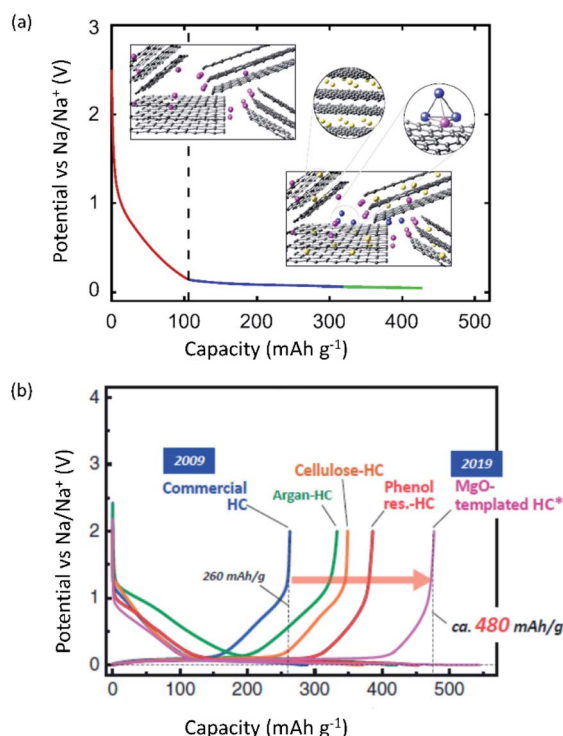 (a)
3
2
1
0
Potential vs Na/Na⁺ (V)
0 100 200 300 400 500
Capacity (mAh g⁻¹)
(b)
4
3
2
1
0
Potential vs Na/Na⁺ (V)
2009
Commercial
HC
Argan-HC
Cellulose-HC
Phenol
res.-HC
2019
MgO-
templated HC*
260 mAh/g
ca. 480 mAh/g
0 100 200 300 400 500
Capacity (mAh g⁻¹)